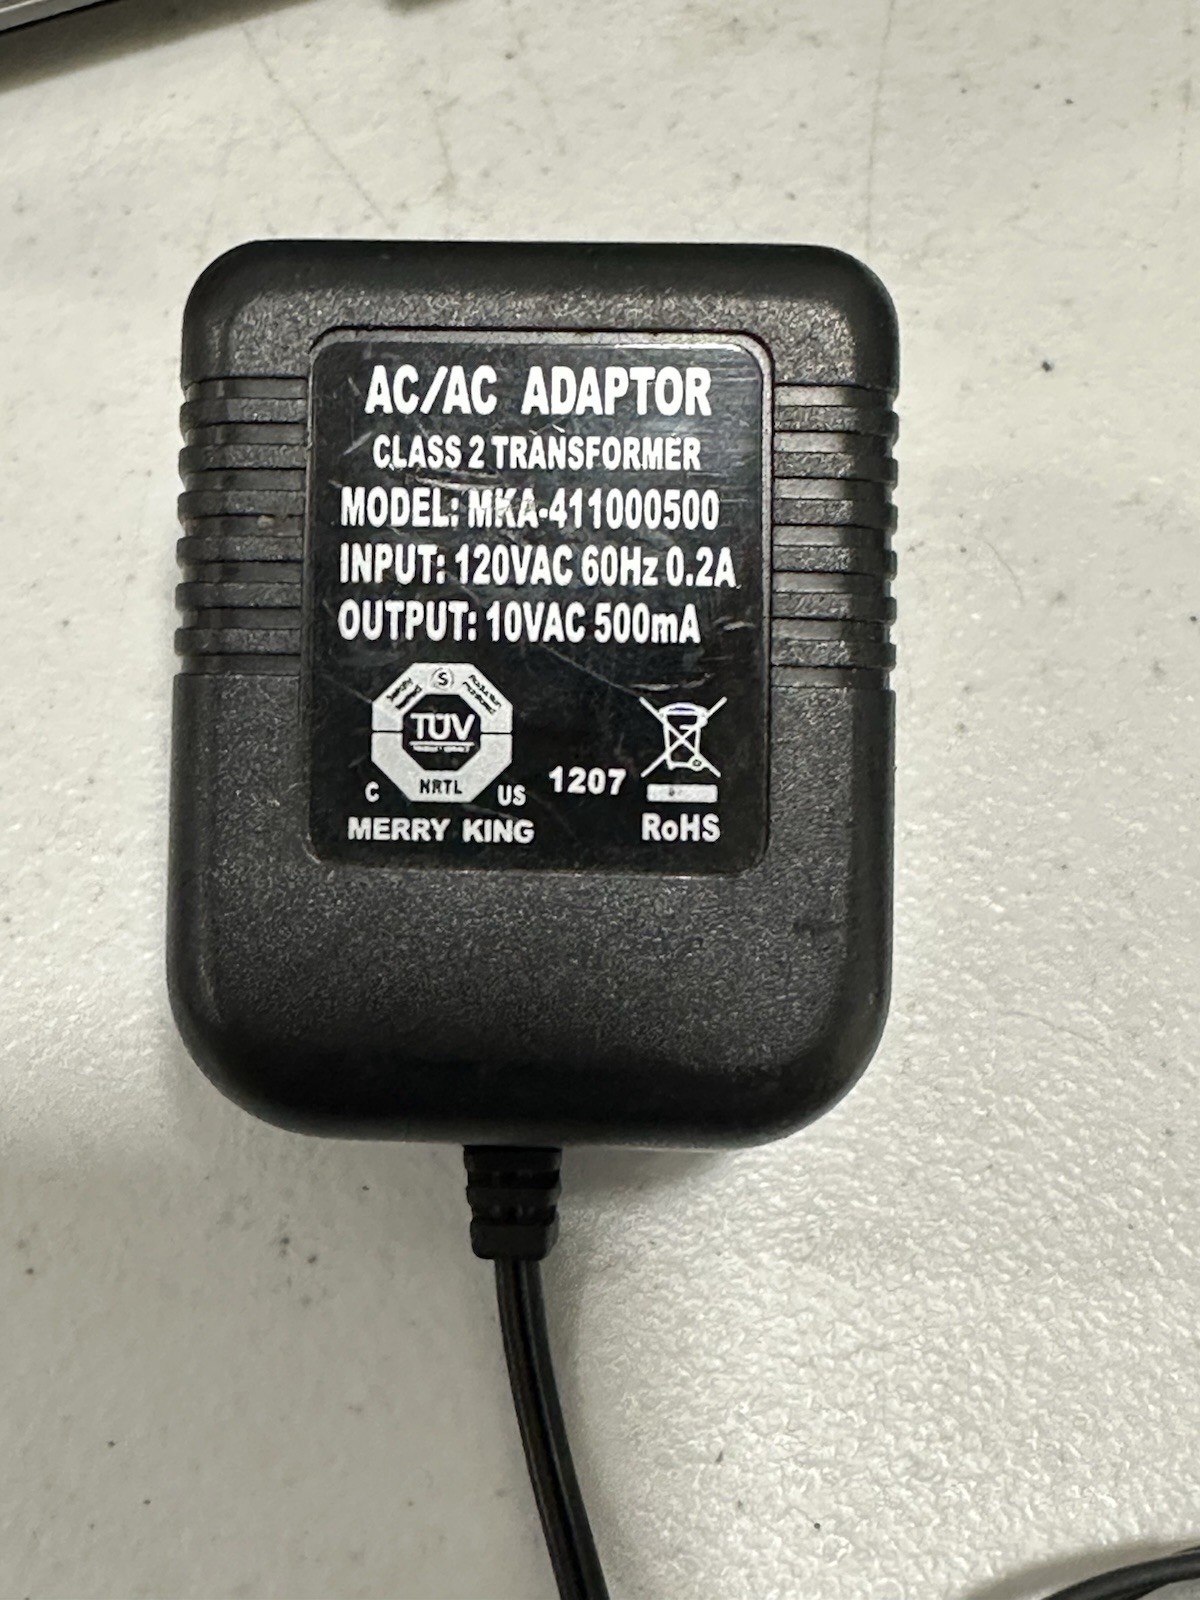 AC/AC ADAPTOR
CLASS 2 TRANSFORMER
MODEL: MKA-411000500
INPUT: 120VAC 60Hz 0.2A
OUTPUT: 10VAC 500mA
S
TÜV
NRTL
C US
1207
MERRY KING
RoHS